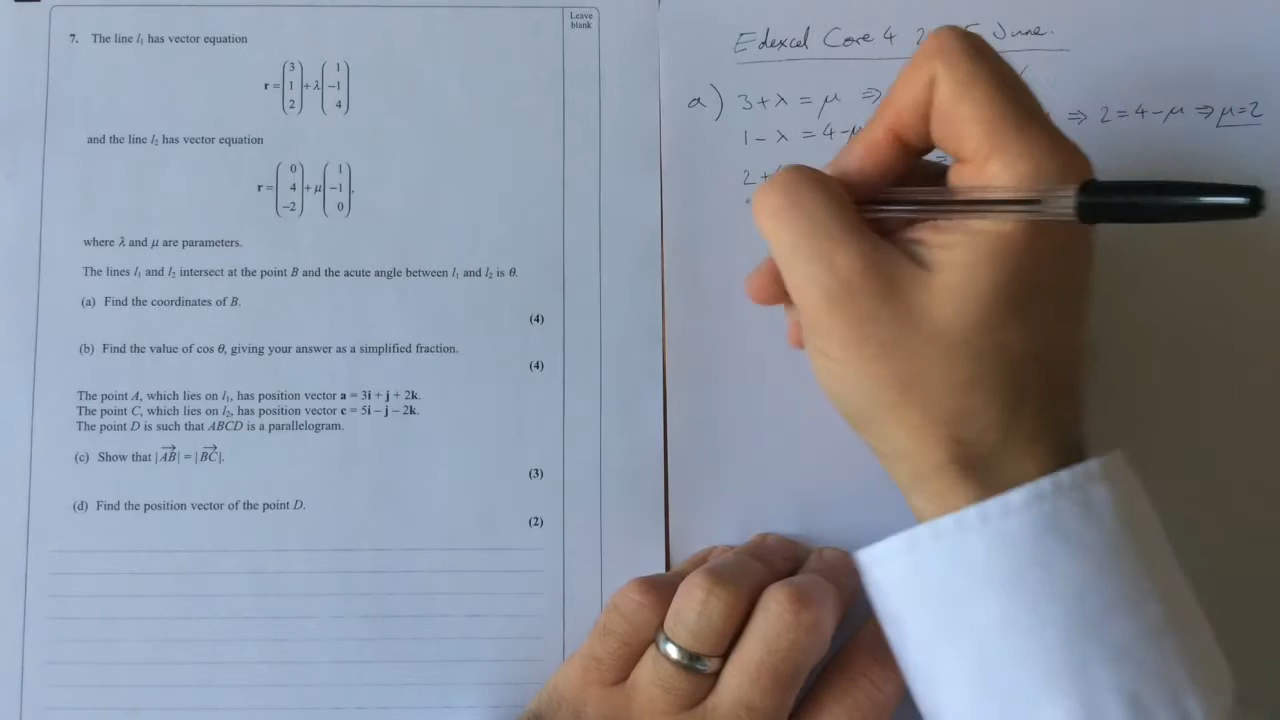 Leave
blank
7. The line l₁ has vector equation
r = (3 1 2) + λ (1 −1 4)
and the line l₂ has vector equation
r = (0 4 −2) + μ (1 −1 0),
where λ and μ are parameters.
The lines l₁ and l₂ intersect at the point B and the acute angle between l₁ and l₂ is θ.
(a) Find the coordinates of B.
(4)
(b) Find the value of cos θ, giving your answer as a simplified fraction.
(4)
The point A, which lies on l₁, has position vector a = 3i + j + 2k.
The point C, which lies on l₂, has position vector c = 5i − j − 2k.
The point D is such that ABCD is a parallelogram.
(c) Show that |AB| = |BC|.
(3)
(d) Find the position vector of the point D.
(2)
Edexcel Core 4 June.
a) 3+λ = μ ⇒
1−λ = 4−μ ⇒ 2=4−μ ⇒ μ=2
2+